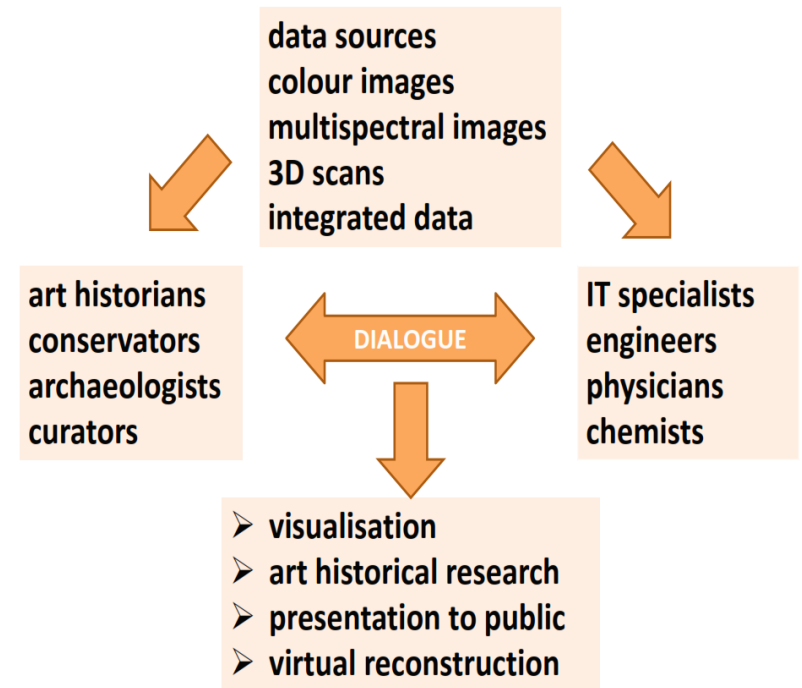 data sources
colour images
multispectral images
3D scans
integrated data
art historians
conservators
archaeologists
curators
DIALOGUE
IT specialists
engineers
physicians
chemists
➢ visualisation
➢ art historical research
➢ presentation to public
➢ virtual reconstruction